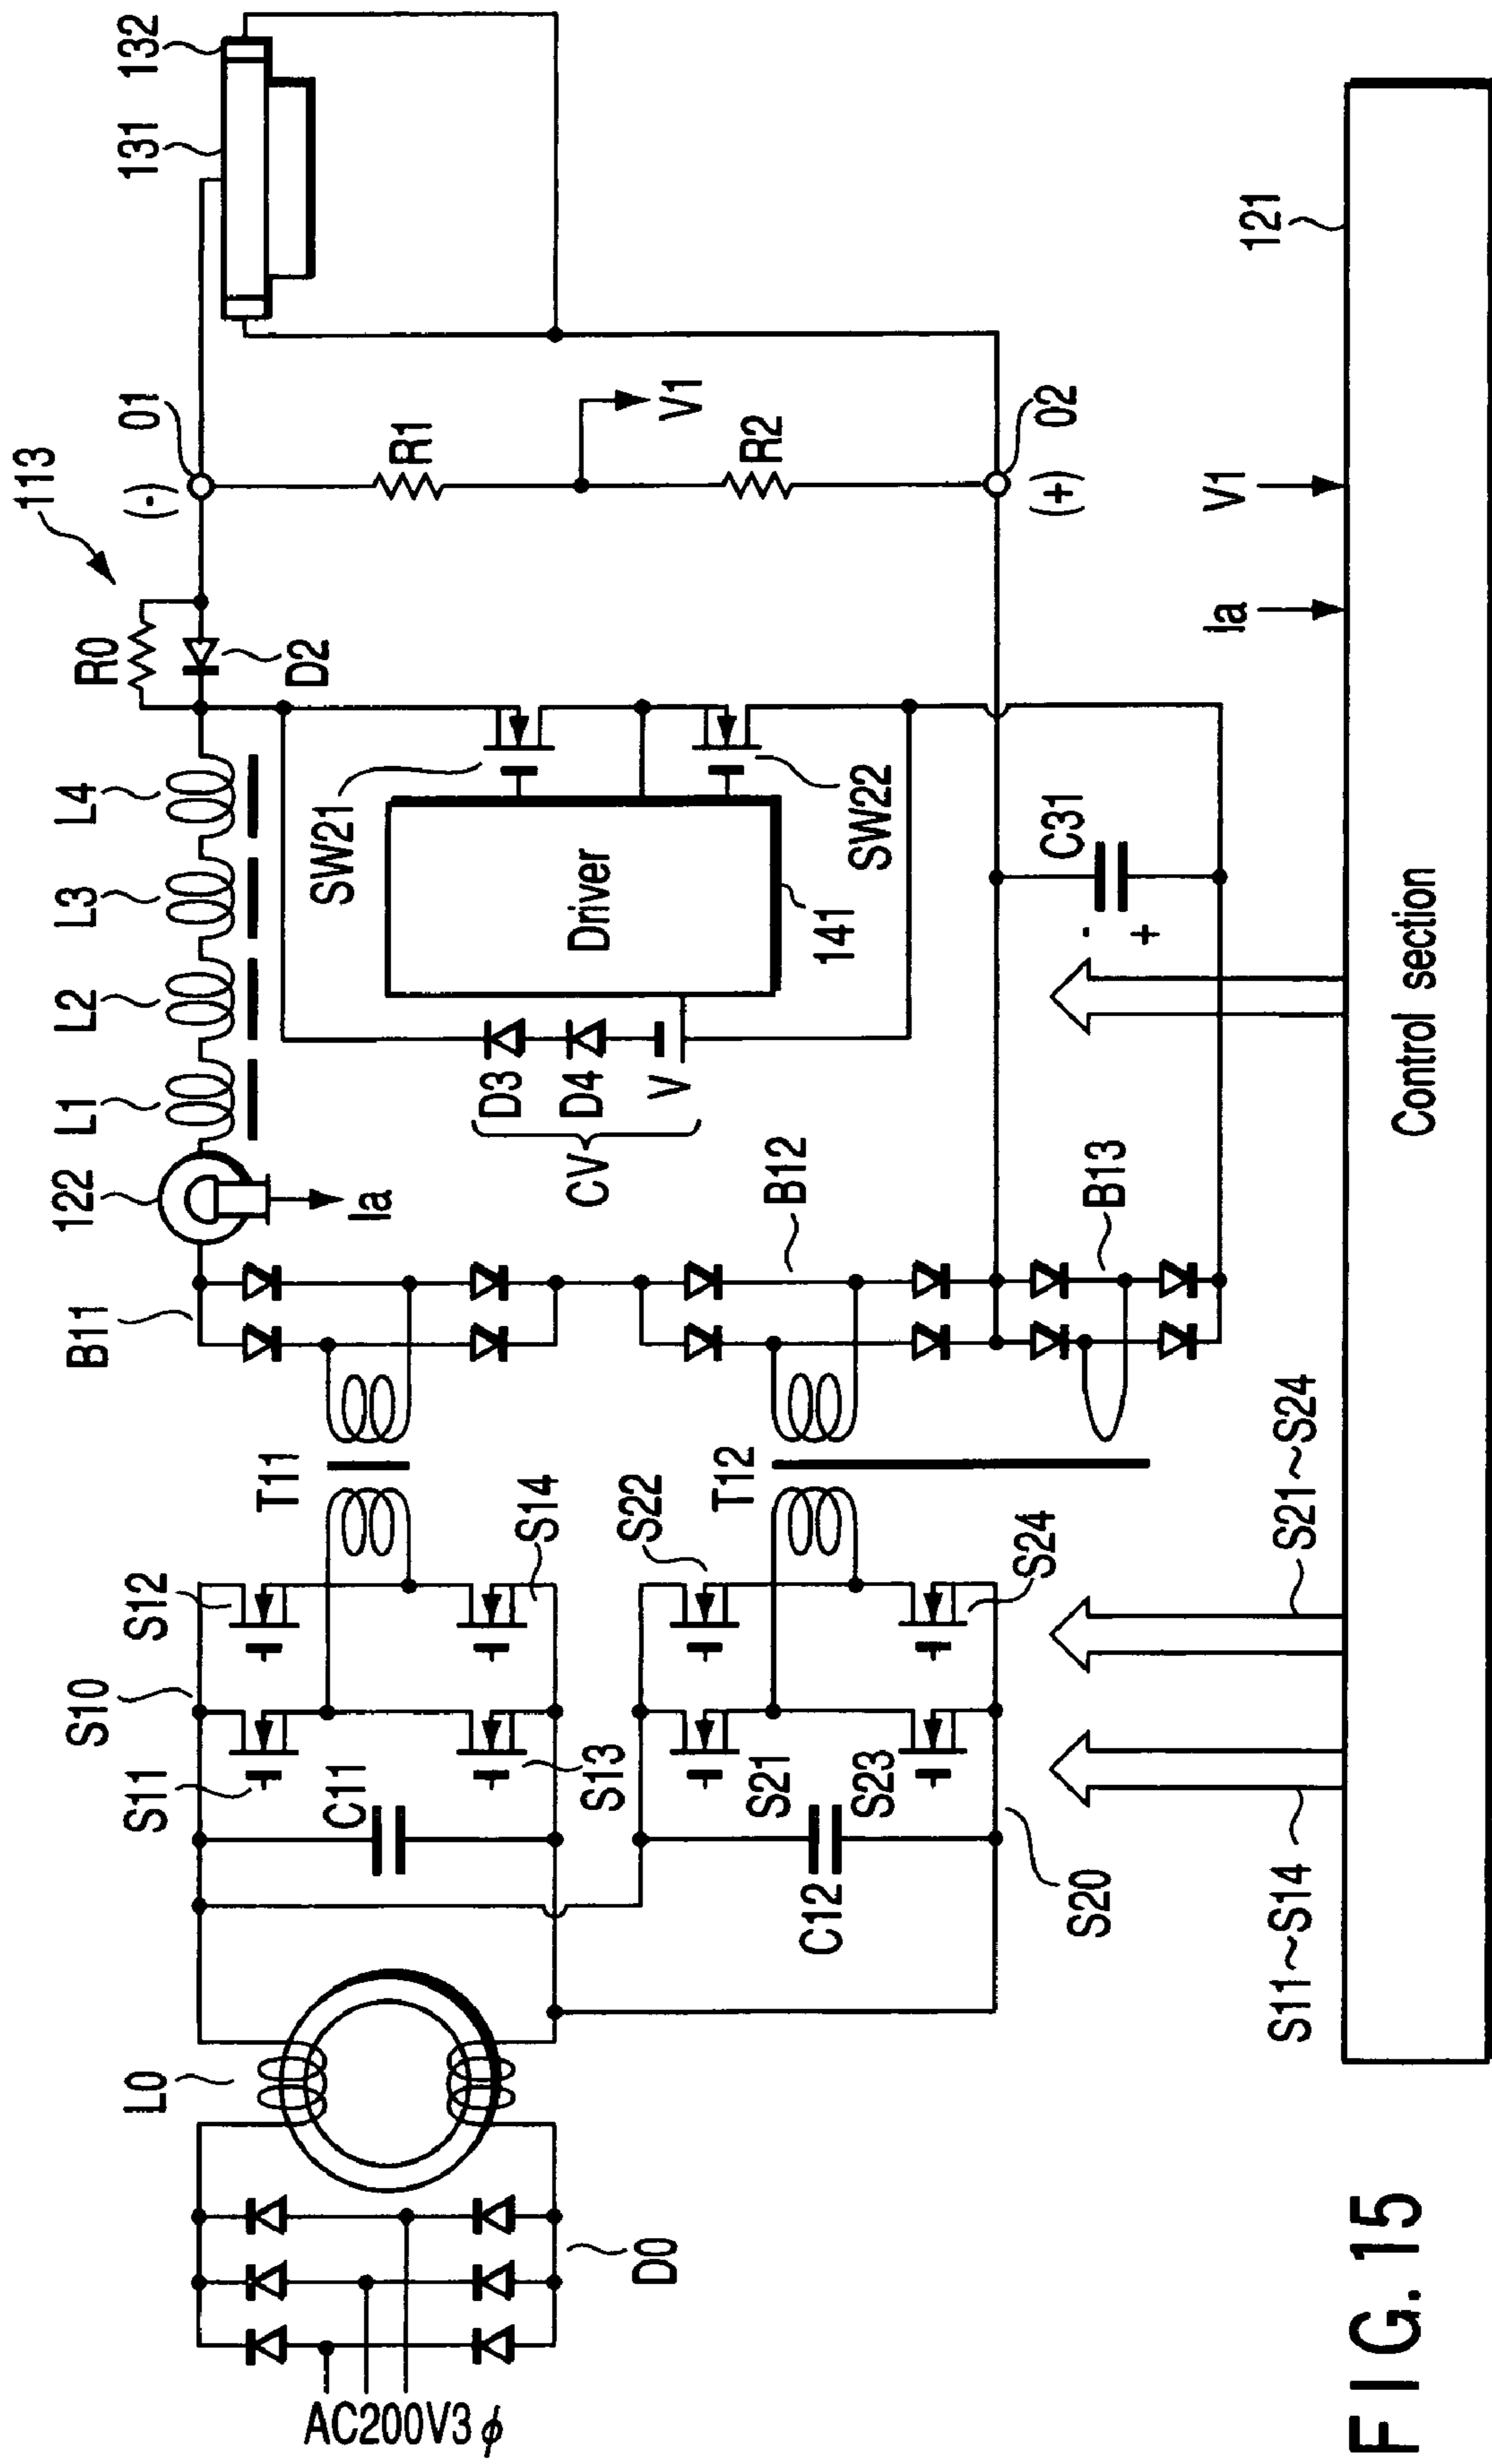 113
(-)
01
131
132
R0
D2
122
L1
L2
L3
L4
B11
Ia
SW21
Driver
141
SW22
D3
D4
V
CV
R1
V1
R2
02
(+)
B12
B13
C31
-
+
T11
T12
S10
S11
S12
S13
S14
C11
S22
S24
S21
S23
C12
S20
L0
D0
AC200V3ϕ
S11~S14
S21~S24
Ia
V1
121
Control section
FIG. 15